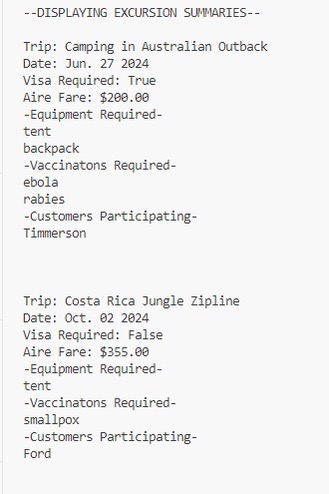 --DISPLAYING EXCURSION SUMMARIES--
Trip: Camping in Australian Outback
Date: Jun. 27 2024
Visa Required: True
Aire Fare: $200.00
-Equipment Required-
tent
backpack
-Vaccinatons Required-
ebola
rabies
-Customers Participating-
Timmerson
Trip: Costa Rica Jungle Zipline
Date: Oct. 02 2024
Visa Required: False
Aire Fare: $355.00
-Equipment Required-
tent
-Vaccinatons Required-
smallpox
-Customers Participating-
Ford